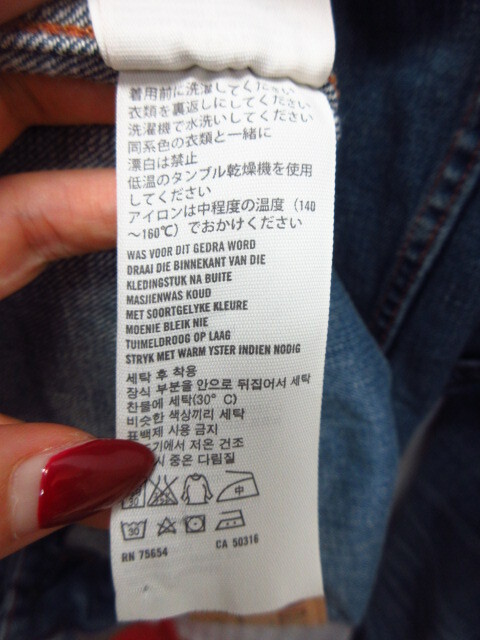 着用前に洗濯してください
衣類を裏返しにしてください
洗濯機で水洗いしてください
同系色の衣類と一緒に
漂白は禁止
低温のタンブル乾燥機を使用
してください
アイロンは中程度の温度（140
～160℃）でおかけください
WAS VOOR DIT GEDRA WORD
DRAAI DIE BINNEKANT VAN DIE
KLEDINGSTUK NA BUITE
MASJIENWAS KOUD
MET SOORTGELYKE KLEURE
MOENIE BLEIK NIE
TUIMELDROOG OP LAAG
STRYK MET WARM YSTER INDIEN NODIG
세탁 후 착용
장식 부분을 안으로 뒤집어서 세탁
찬물에 세탁(30° C)
비슷한 색상끼리 세탁
표백제 사용 금지
저온 건조
중온 다림질
30 中
30
RN 75654 CA 50316